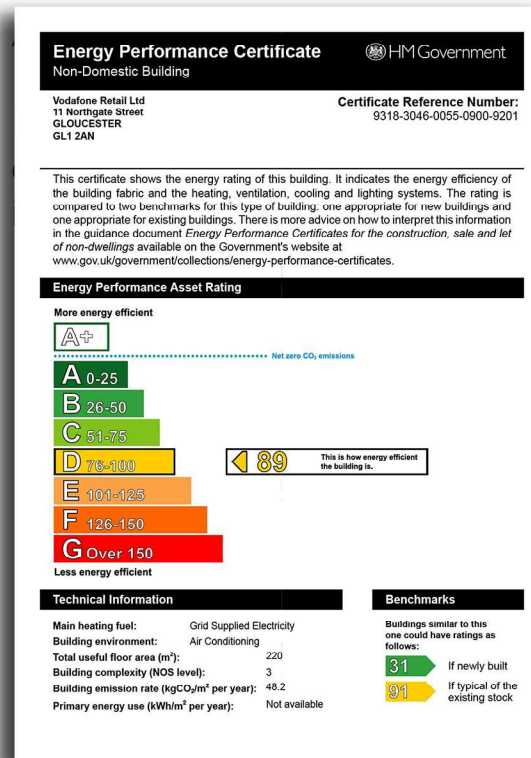 Energy Performance Certificate
HM Government
Non-Domestic Building
Vodafone Retail Ltd
11 Northgate Street
GLOUCESTER
GL1 2AN
Certificate Reference Number:
9318-3046-0055-0900-9201
This certificate shows the energy rating of this building. It indicates the energy efficiency of
the building fabric and the heating, ventilation, cooling and lighting systems. The rating is
compared to two benchmarks for this type of building: one appropriate for new buildings and
one appropriate for existing buildings. There is more advice on how to interpret this information
in the guidance document Energy Performance Certificates for the construction, sale and let
of non-dwellings available on the Government's website at
www.gov.uk/government/collections/energy-performance-certificates.
Energy Performance Asset Rating
More energy efficient
A+
Net zero CO₂ emissions
A 0-25
B 26-50
C 51-75
D 76-100
89
This is how energy efficient
the building is.
E 101-125
F 126-150
G Over 150
Less energy efficient
Technical Information
Main heating fuel: Grid Supplied Electricity
Building environment: Air Conditioning
Total useful floor area (m²): 220
Building complexity (NOS level): 3
Building emission rate (kgCO₂/m² per year): 48.2
Primary energy use (kWh/m² per year): Not available
Benchmarks
Buildings similar to this
one could have ratings as
follows:
31 If newly built
91 If typical of the
existing stock